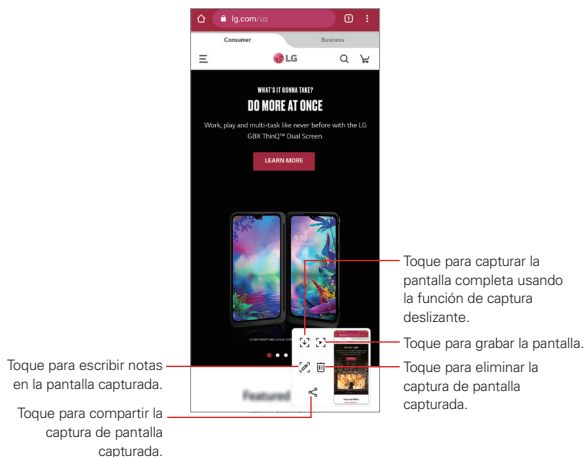 lg.com/us
Consumer
Business
LG
WHAT'S IT GONNA TAKE?
DO MORE AT ONCE
Work, play and multi-task like never before with the LG
G8X ThinQ™ Dual Screen.
LEARN MORE
5:00
Featured
Toque para capturar la
pantalla completa usando
la función de captura
deslizante.
Toque para grabar la pantalla.
Toque para eliminar la
captura de pantalla
capturada.
Toque para escribir notas
en la pantalla capturada.
Toque para compartir la
captura de pantalla
capturada.